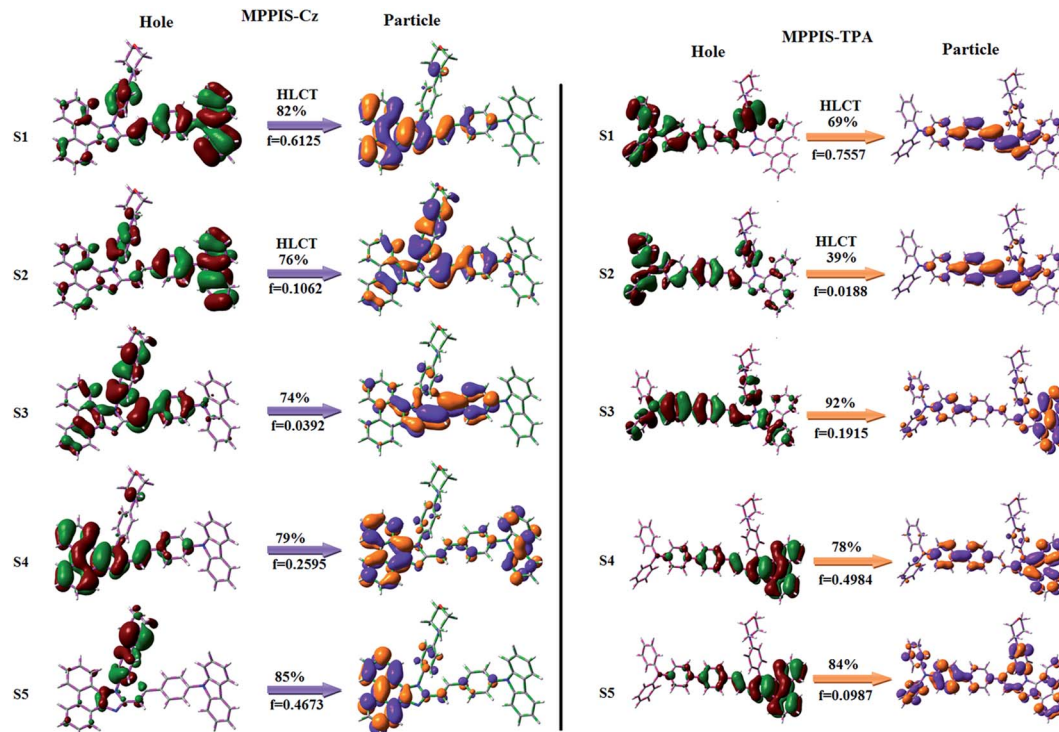 MPPIS-Cz
Hole
Particle
S1
HLCT
82%
f=0.6125
S2
HLCT
76%
f=0.1062
S3
74%
f=0.0392
S4
79%
f=0.2595
S5
85%
f=0.4673
MPPIS-TPA
Hole
Particle
S1
HLCT
69%
f=0.7557
S2
HLCT
39%
f=0.0188
S3
92%
f=0.1915
S4
78%
f=0.4984
S5
84%
f=0.0987